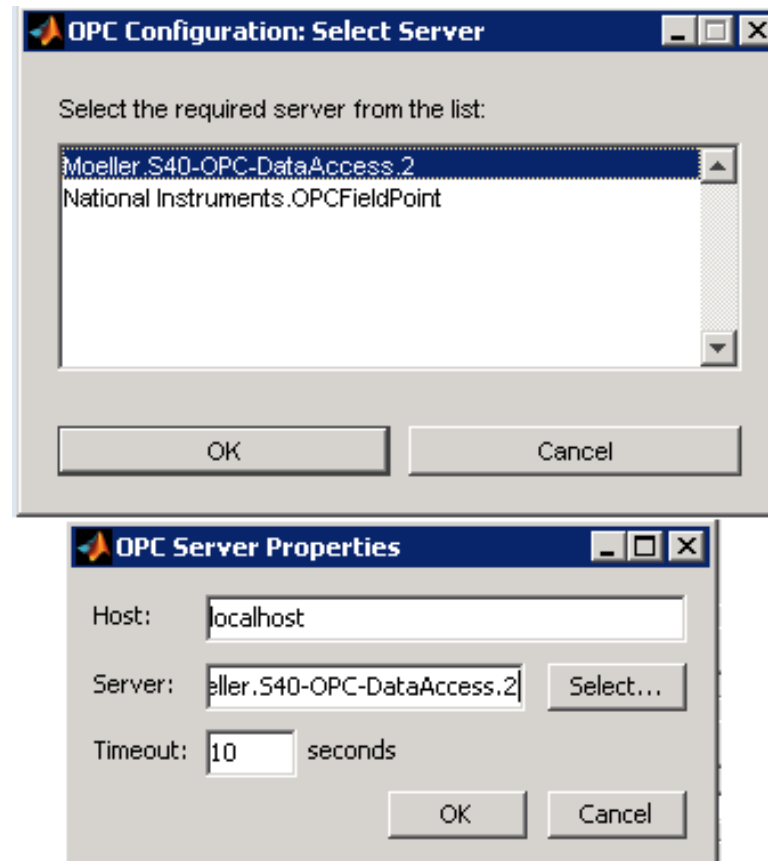 OPC Configuration: Select Server
Select the required server from the list:
Moeller.S40-OPC-DataAccess.2
National Instruments.OPCFieldPoint
OK Cancel
OPC Server Properties
Host: localhost
Server: eller.S40-OPC-DataAccess.2 Select...
Timeout: 10 seconds
OK Cancel